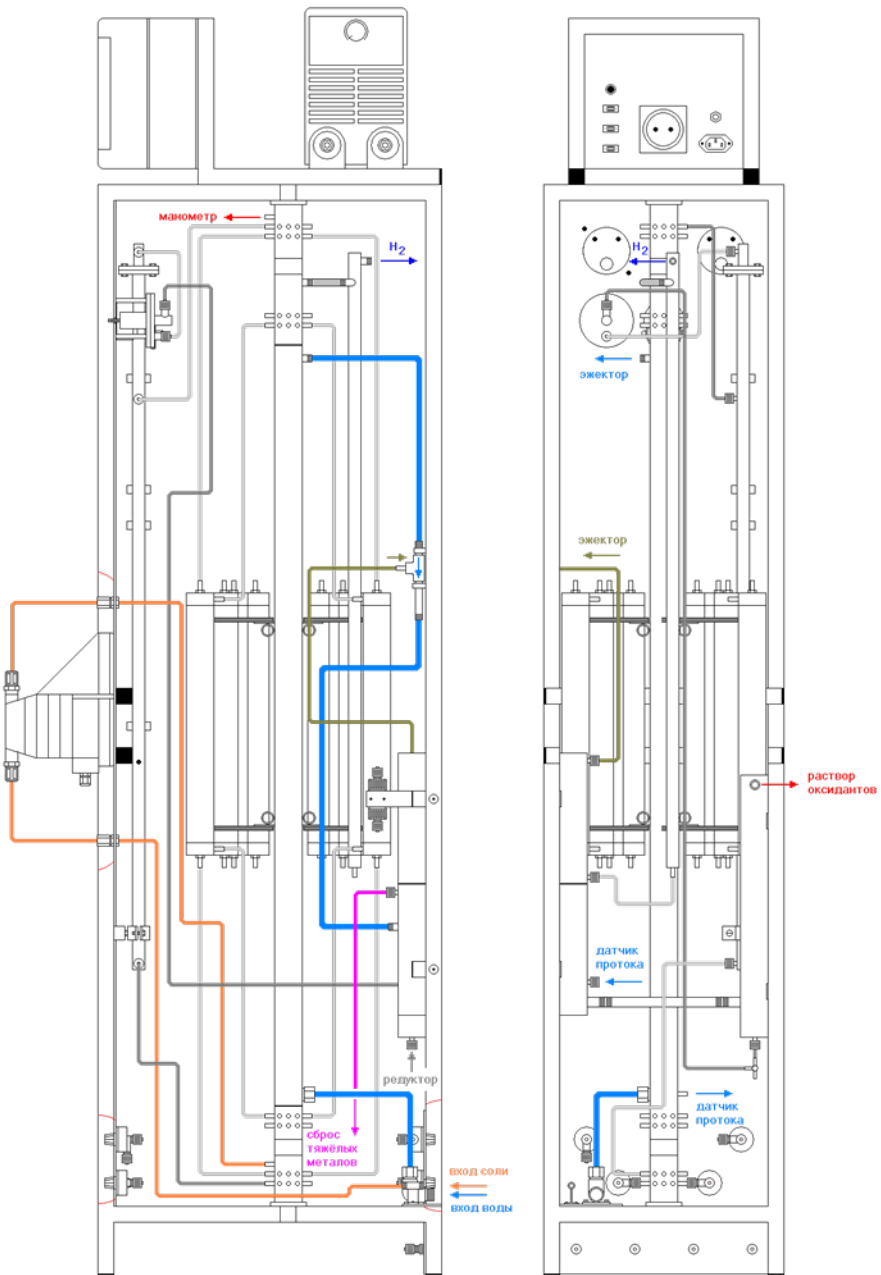 манометр
H2
H2
эжектор
эжектор
раствор
оксидантов
датчик
протока
редуктор
датчик
протока
сброс
тяжёлых
металов
вход соли
вход воды